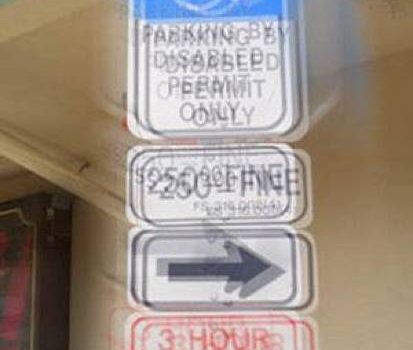 PARKING BY
DISABLED
PERMIT
ONLY
$250 FINE
3 HOUR